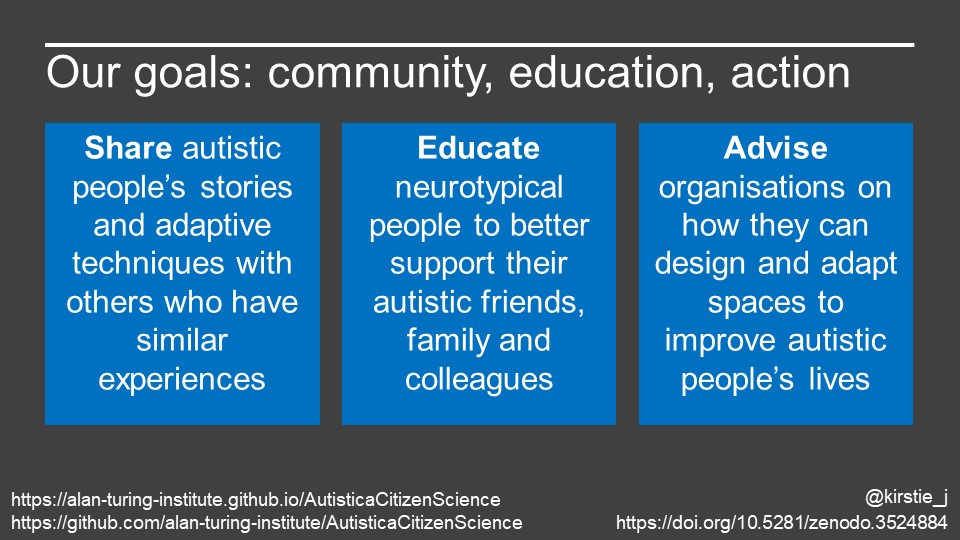 Our goals: community, education, action
Share autistic
people’s stories
and adaptive
techniques with
others who have
similar
experiences
Educate
neurotypical
people to better
support their
autistic friends,
family and
colleagues
Advise
organisations on
how they can
design and adapt
spaces to
improve autistic
people’s lives
https://alan-turing-institute.github.io/AutisticaCitizenScience
https://github.com/alan-turing-institute/AutisticaCitizenScience
@kirstie_j
https://doi.org/10.5281/zenodo.3524884